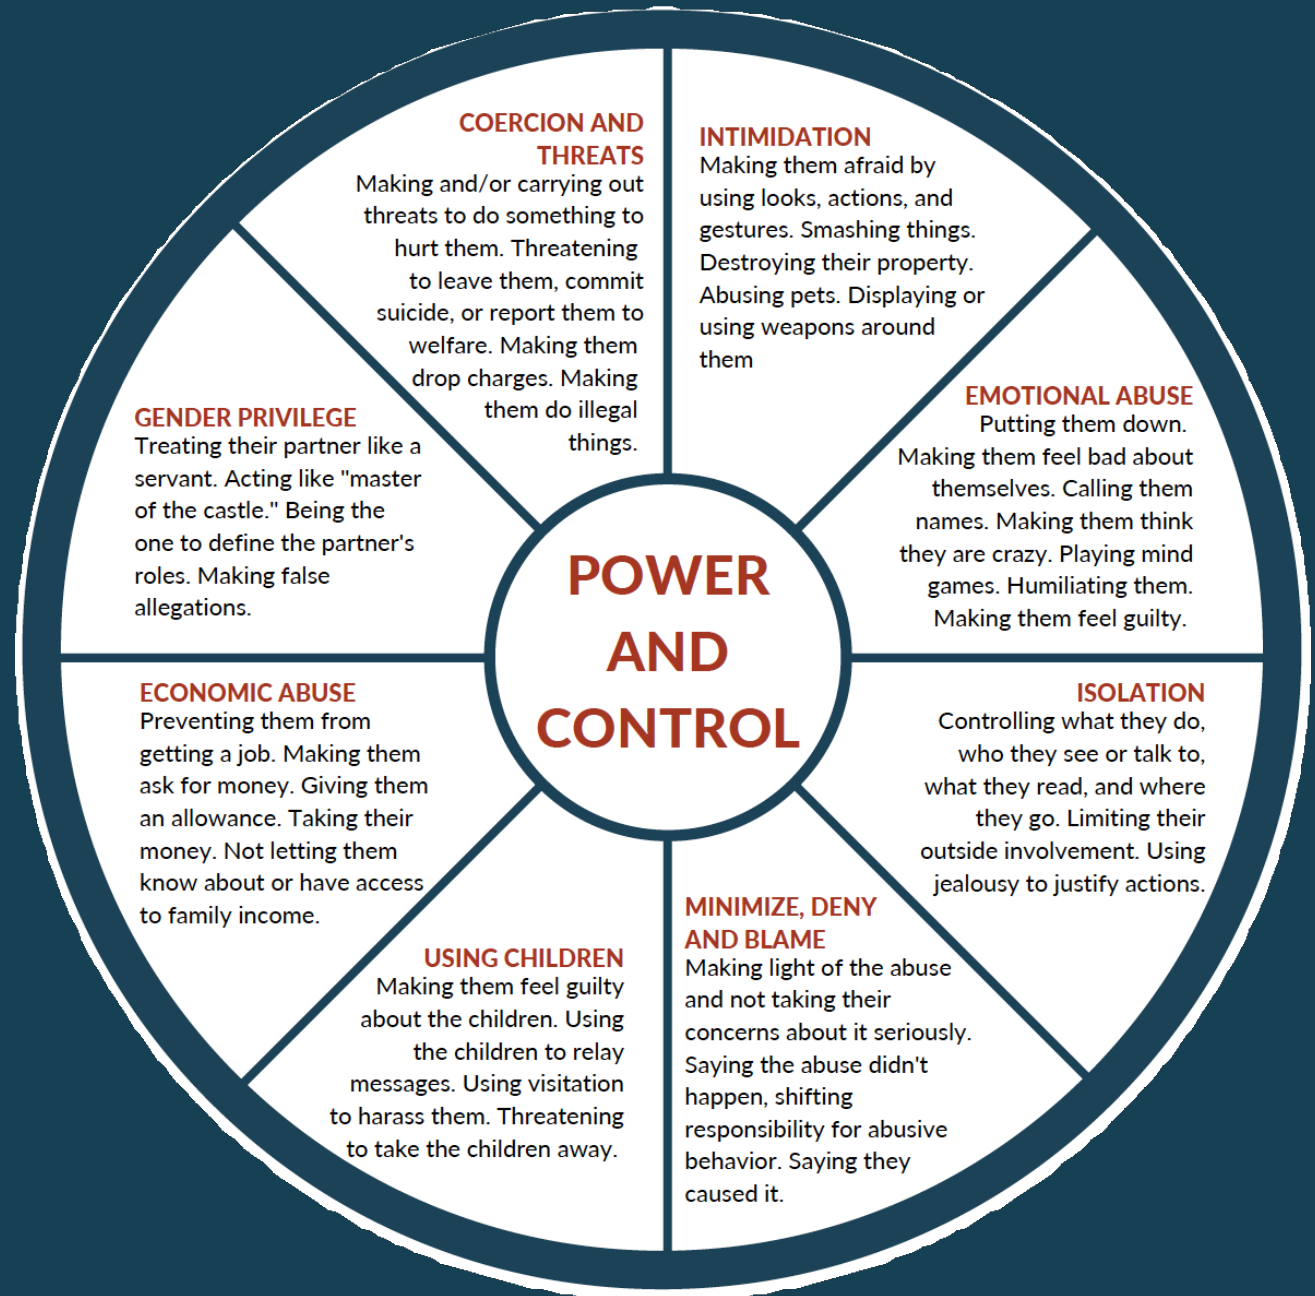 COERCION AND
THREATS
Making and/or carrying out
threats to do something to
hurt them. Threatening
to leave them, commit
suicide, or report them to
welfare. Making them
drop charges. Making
them do illegal
things.
INTIMIDATION
Making them afraid by
using looks, actions, and
gestures. Smashing things.
Destroying their property.
Abusing pets. Displaying or
using weapons around
them
EMOTIONAL ABUSE
Putting them down.
Making them feel bad about
themselves. Calling them
names. Making them think
they are crazy. Playing mind
games. Humiliating them.
Making them feel guilty.
ISOLATION
Controlling what they do,
who they see or talk to,
what they read, and where
they go. Limiting their
outside involvement. Using
jealousy to justify actions.
MINIMIZE, DENY
AND BLAME
Making light of the abuse
and not taking their
concerns about it seriously.
Saying the abuse didn't
happen, shifting
responsibility for abusive
behavior. Saying they
caused it.
USING CHILDREN
Making them feel guilty
about the children. Using
the children to relay
messages. Using visitation
to harass them. Threatening
to take the children away.
ECONOMIC ABUSE
Preventing them from
getting a job. Making them
ask for money. Giving them
an allowance. Taking their
money. Not letting them
know about or have access
to family income.
GENDER PRIVILEGE
Treating their partner like a
servant. Acting like "master
of the castle." Being the
one to define the partner's
roles. Making false
allegations.
POWER
AND
CONTROL